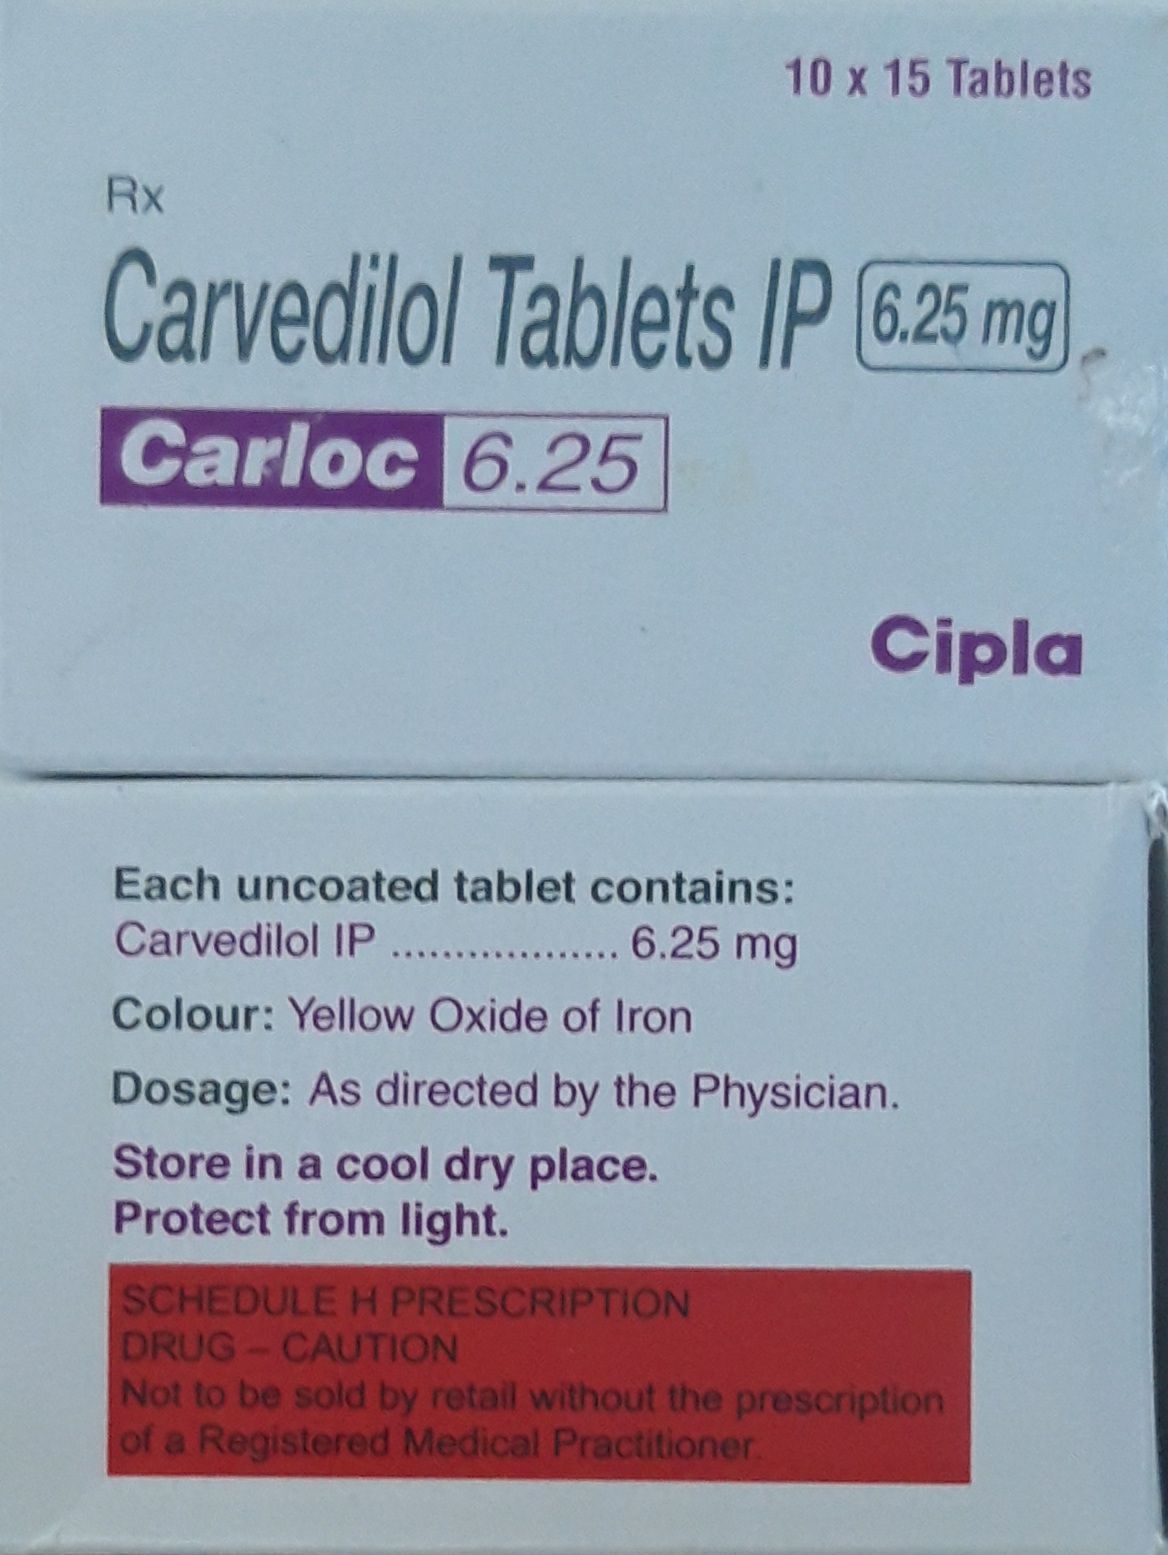 10 x 15 Tablets
Rx
Carvedilol Tablets IP 6.25 mg
Carloc 6.25
Cipla
Each uncoated tablet contains:
Carvedilol IP .................. 6.25 mg
Colour: Yellow Oxide of Iron
Dosage: As directed by the Physician.
Store in a cool dry place.
Protect from light.
SCHEDULE H PRESCRIPTION
DRUG – CAUTION
Not to be sold by retail without the prescription
of a Registered Medical Practitioner.